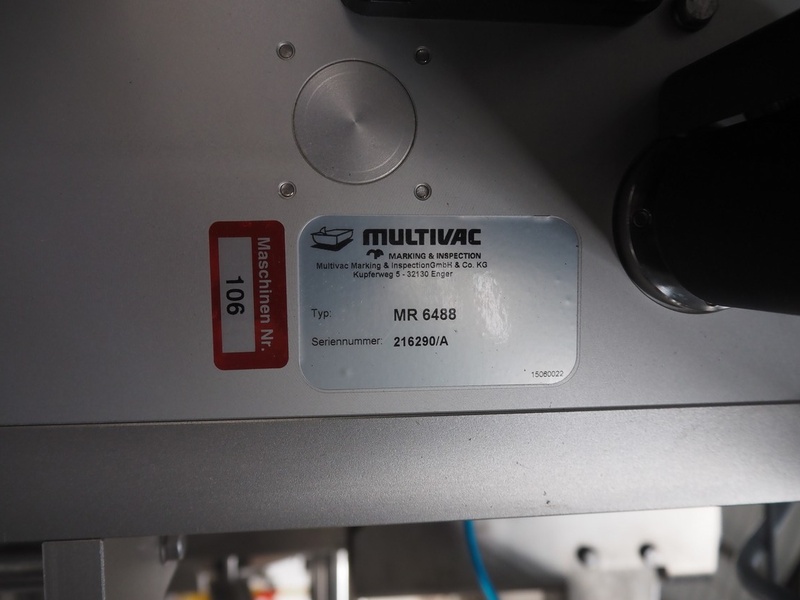 Maschinen Nr.
106
MULTIVAC
MARKING & INSPECTION
Multivac Marking & InspectionGmbH & Co. KG
Kupferweg 5 - 32130 Enger
Typ: MR 6488
Seriennummer: 216290/A
15060022